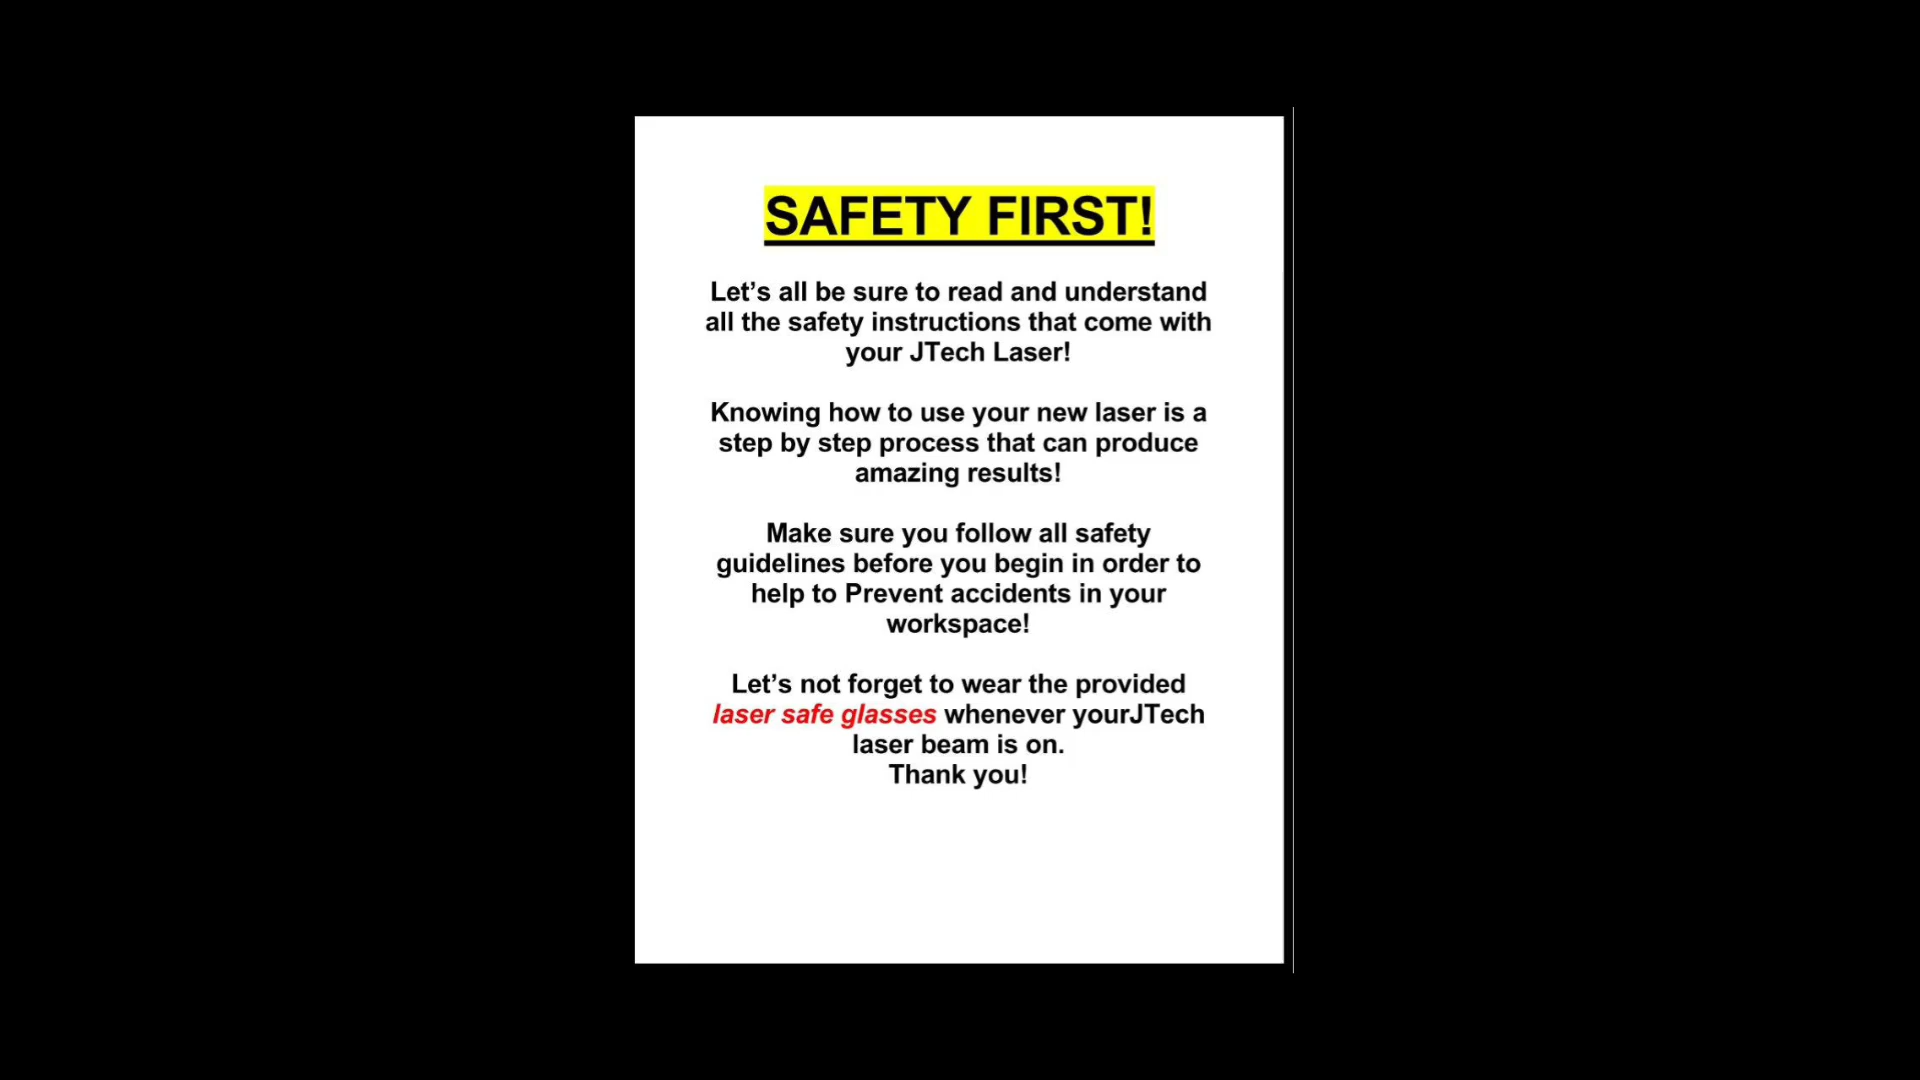 SAFETY FIRST!
Let’s all be sure to read and understand
all the safety instructions that come with
your JTech Laser!
Knowing how to use your new laser is a
step by step process that can produce
amazing results!
Make sure you follow all safety
guidelines before you begin in order to
help to Prevent accidents in your
workspace!
Let’s not forget to wear the provided
laser safe glasses whenever yourJTech
laser beam is on.
Thank you!